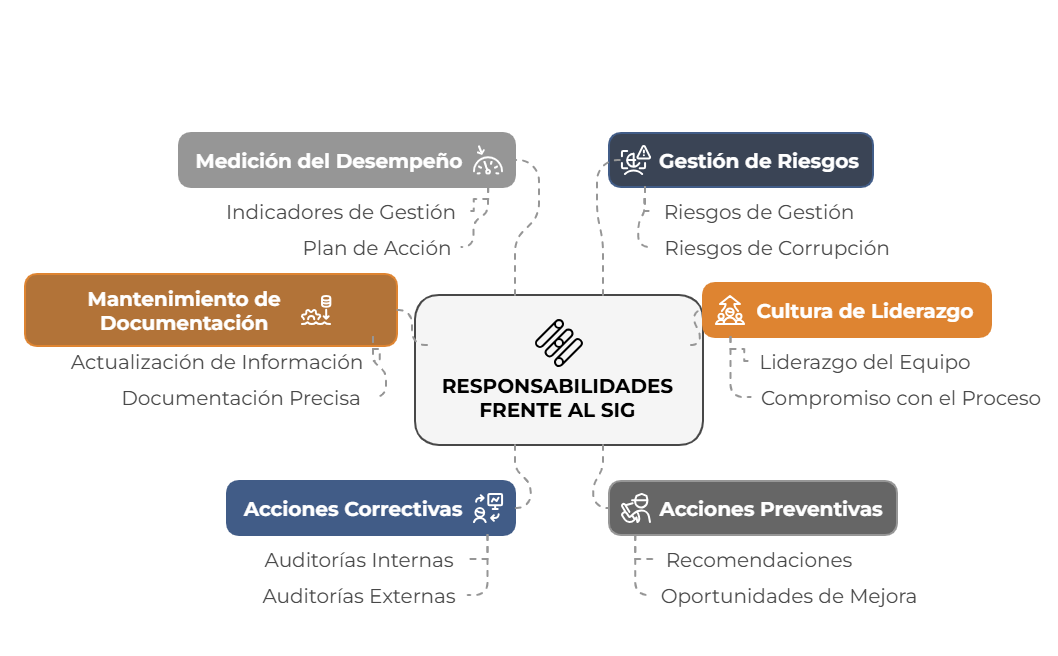 Medición del Desempeño
Indicadores de Gestión
Plan de Acción
Gestión de Riesgos
Riesgos de Gestión
Riesgos de Corrupción
Mantenimiento de
Documentación
Actualización de Información
Documentación Precisa
RESPONSABILIDADES
FRENTE AL SIG
Cultura de Liderazgo
Liderazgo del Equipo
Compromiso con el Proceso
Acciones Correctivas
Auditorías Internas
Auditorías Externas
Acciones Preventivas
Recomendaciones
Oportunidades de Mejora